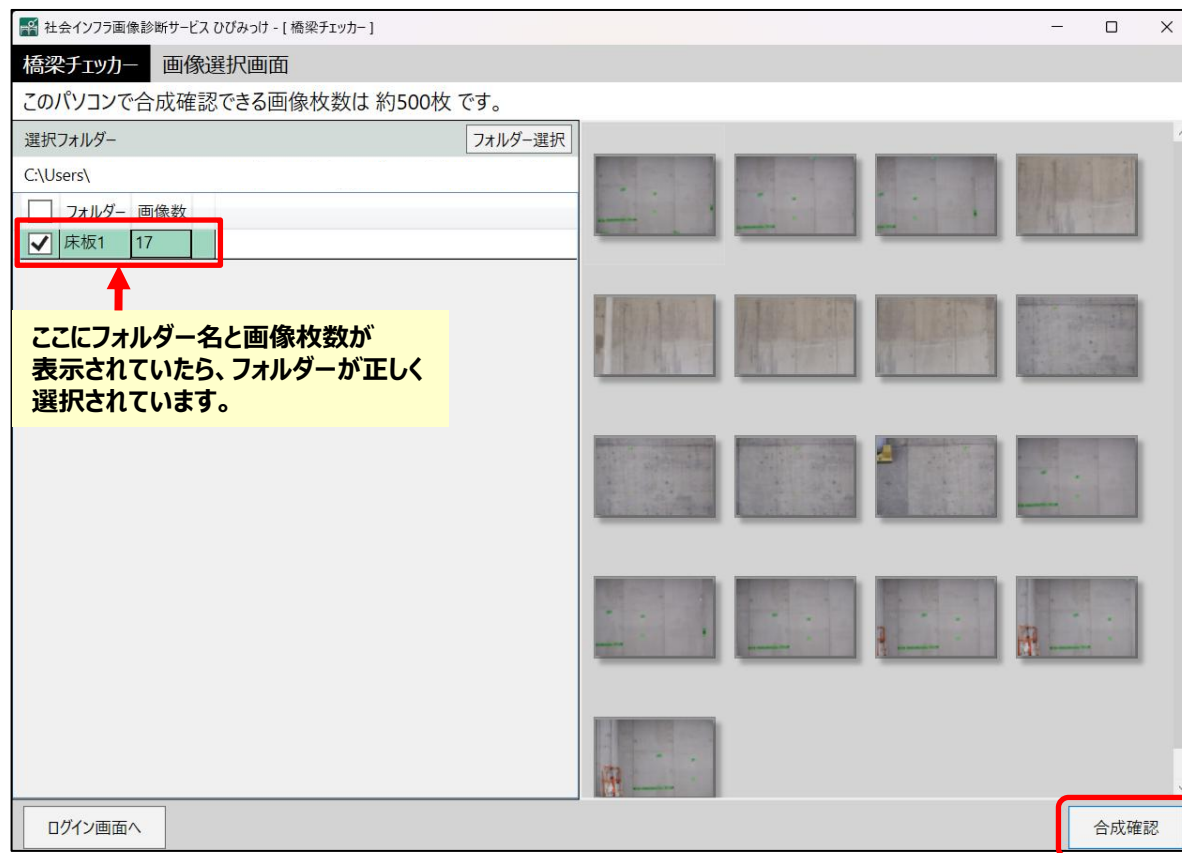 社会インフラ画像診断サービス ひびみっけ - [ 橋梁チェッカー ]
橋梁チェッカー 画像選択画面
このパソコンで合成確認できる画像枚数は 約500枚 です。
選択フォルダー フォルダー選択
C:\Users\
フォルダー 画像数
床板1 17
ここにフォルダー名と画像枚数が
表示されていたら、フォルダーが正しく
選択されています。
ログイン画面へ 合成確認